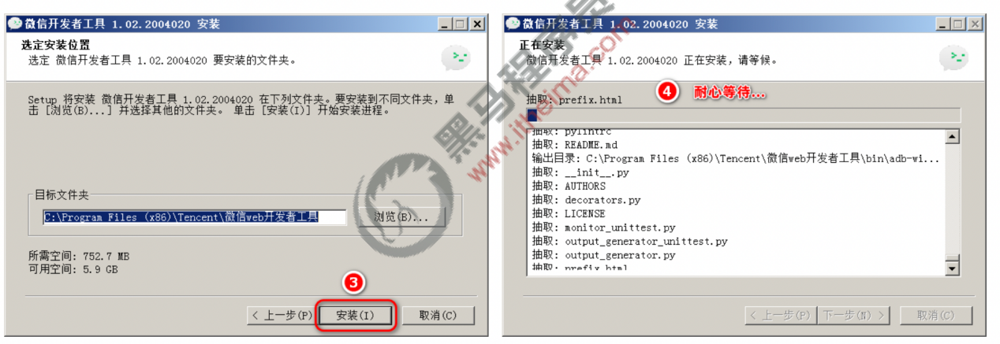 微信开发者工具 1.02.2004020 安装
选定安装位置
选定 微信开发者工具 1.02.2004020 要安装的文件夹。
Setup 将安装 微信开发者工具 1.02.2004020 在下列文件夹。要安装到不同文件夹，单
击 [浏览(B)...] 并选择其他的文件夹。 单击 [安装(I)] 开始安装进程。
目标文件夹
C:\Program Files (x86)\Tencent\微信web开发者工具
浏览(B)...
所需空间: 752.7 MB
可用空间: 5.9 GB
3
< 上一步(P)
安装(I)
取消(C)
微信开发者工具 1.02.2004020 安装
正在安装
微信开发者工具 1.02.2004020 正在安装，请等候。
4 耐心等待...
抽取: prefix.html
抽取: pylintrc
抽取: README.md
输出目录: C:\Program Files (x86)\Tencent\微信web开发者工具\bin\adb-wi...
抽取: __init__.py
抽取: AUTHORS
抽取: decorators.py
抽取: LICENSE
抽取: monitor_unittest.py
抽取: output_generator_unittest.py
抽取: output_generator.py
抽取: prefix.html
< 上一步(P)
下一步(N) >
取消(C)
黑马程序员
www.itheima.com